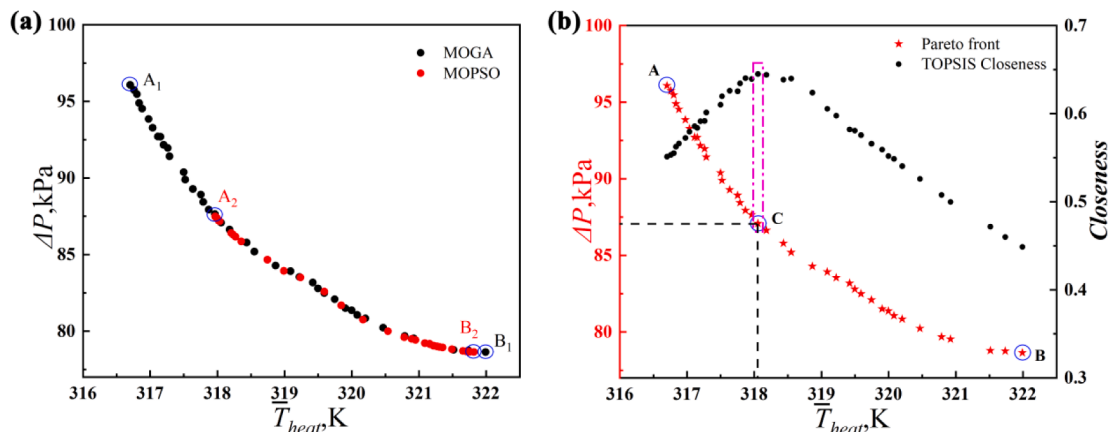 (a)
MOGA
MOPSO
A1
A2
B2
B1
100
95
90
85
80
ΔP,kPa
316 317 318 319 320 321 322
T̅heat,K
(b)
Pareto front
TOPSIS Closeness
A
C
B
100
95
90
85
80
ΔP,kPa
0.7
0.6
0.5
0.4
0.3
Closeness
316 317 318 319 320 321 322
T̅heat,K